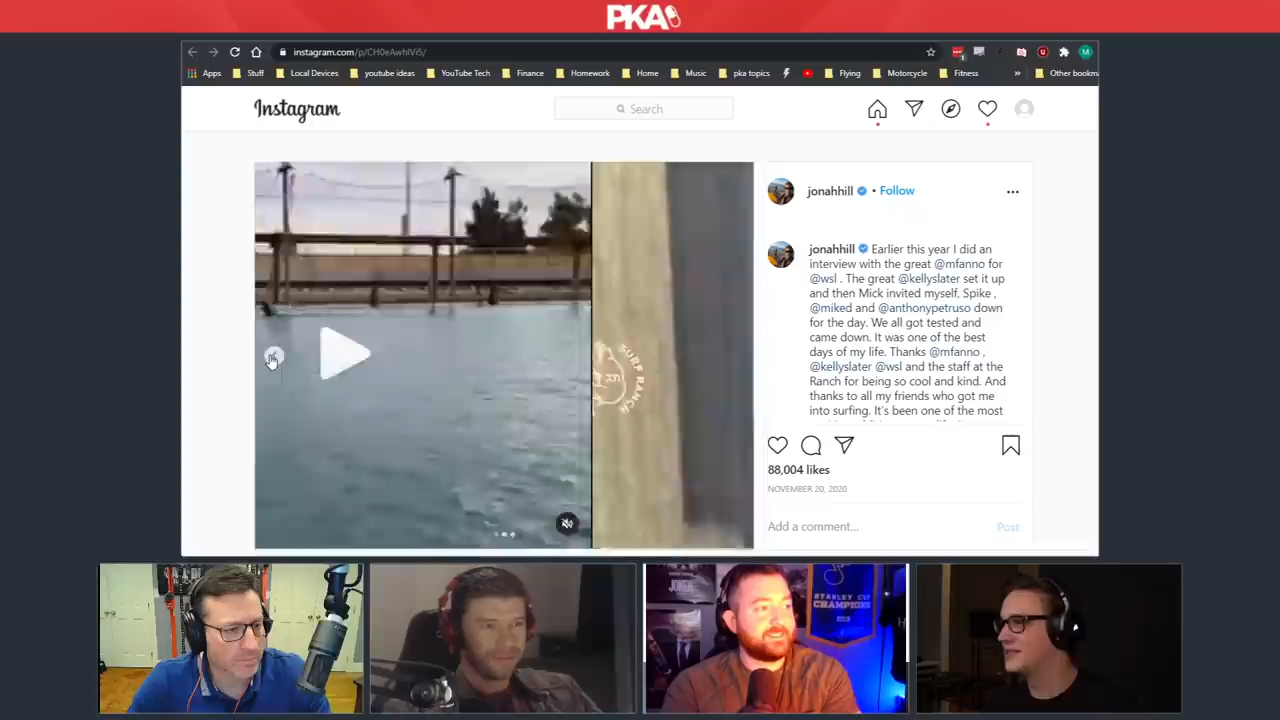 PKA
instagram.com/p/CH0eAwhlVi5/
Apps Stuff Local Devices youtube ideas YouTube Tech Finance Homework Home Music pka topics Flying Motorcycle Fitness » Other bookm
Instagram
Search
jonahhill • Follow
jonahhill Earlier this year I did an
interview with the great @mfanno for
@wsl . The great @kellyslater set it up
and then Mick invited myself, Spike ,
@miked and @anthonypetruso down
for the day. We all got tested and
came down. It was one of the best
days of my life. Thanks @mfanno ,
@kellyslater @wsl and the staff at the
Ranch for being so cool and kind. And
thanks to all my friends who got me
into surfing. It's been one of the most
SURF RANCH
88,004 likes
NOVEMBER 20, 2020
Add a comment... Post
JOKER
STANLEY CUP
CHAMPIONS
2019